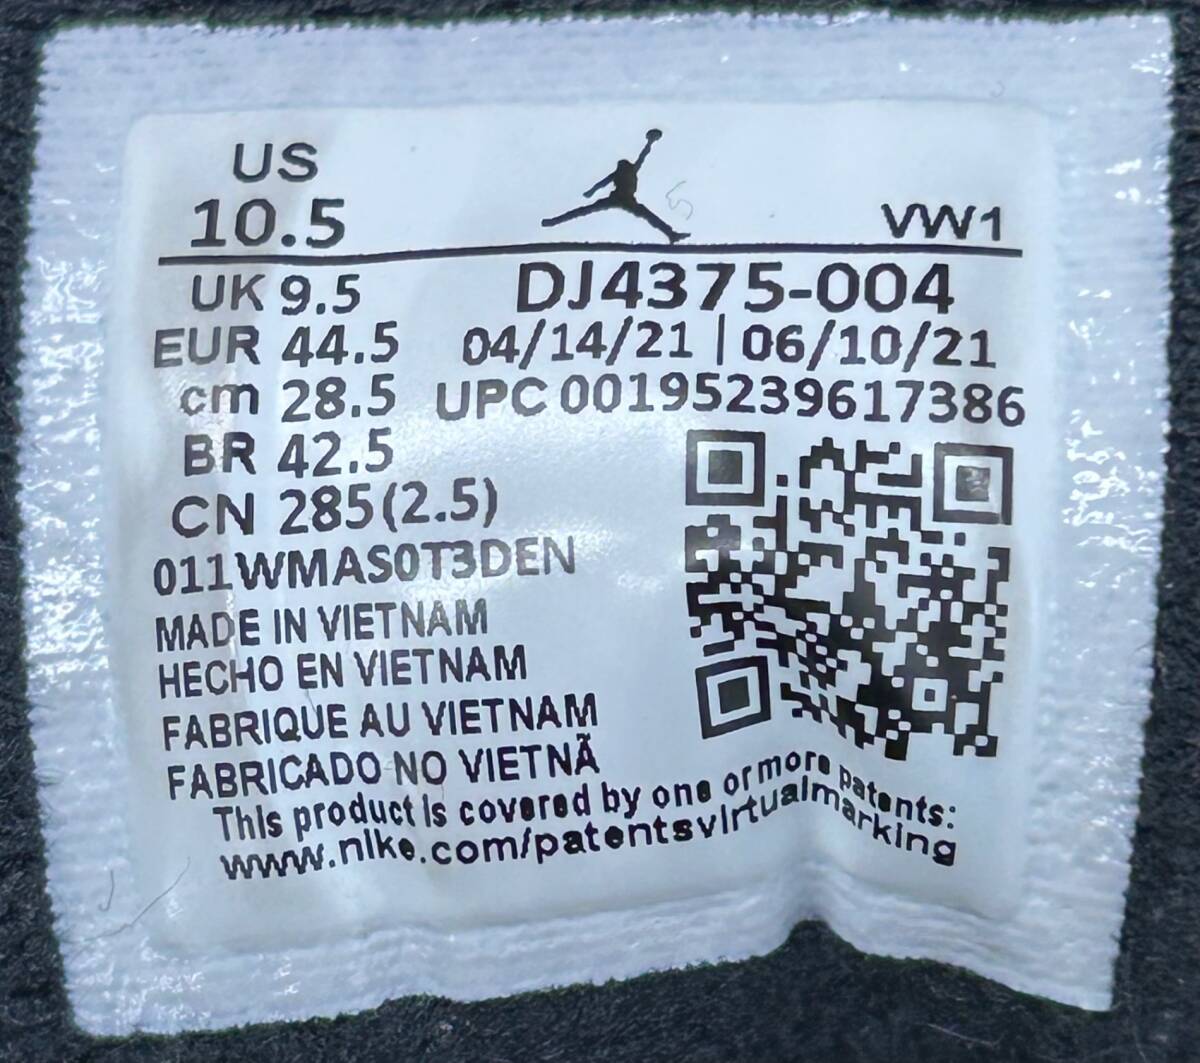 US
10.5
VW1
UK 9.5
DJ4375-004
EUR 44.5
04/14/21 | 06/10/21
cm 28.5
UPC 00195239617386
BR 42.5
CN 285(2.5)
011WMAS0T3DEN
MADE IN VIETNAM
HECHO EN VIETNAM
FABRIQUE AU VIETNAM
FABRICADO NO VIETNÃ
This product is covered by one or more patents:
www.nike.com/patentsvirtualmarking